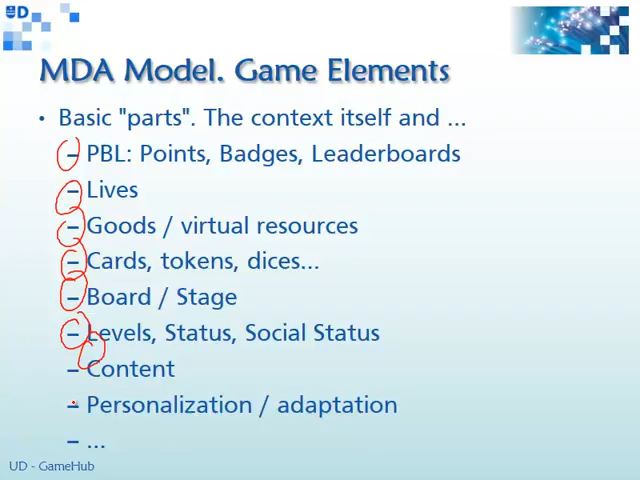 UD
MDA Model. Game Elements
• Basic "parts". The context itself and ...
– PBL: Points, Badges, Leaderboards
– Lives
– Goods / virtual resources
– Cards, tokens, dices...
– Board / Stage
– Levels, Status, Social Status
– Content
– Personalization / adaptation
– ...
UD - GameHub